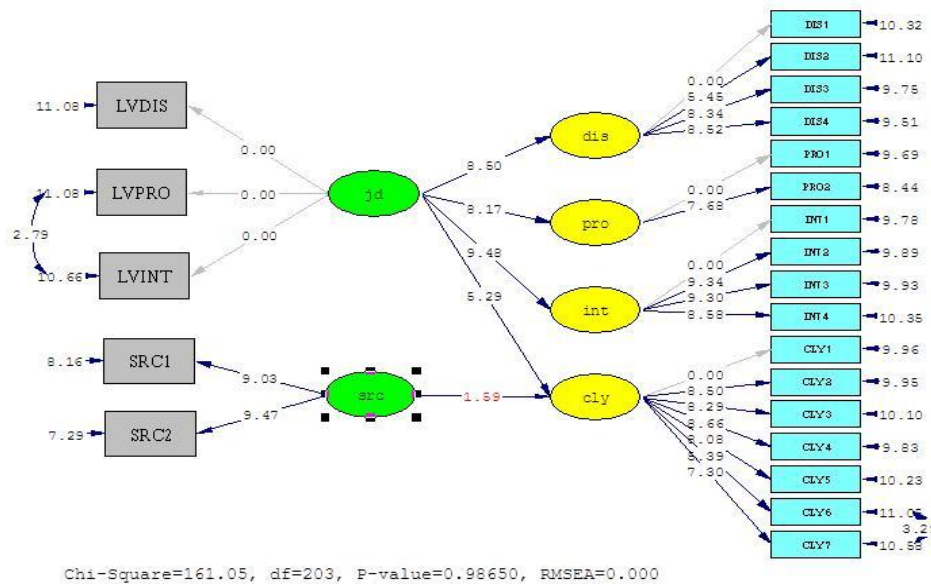 DIS1 10.32
DIS2 11.10
0.00
5.45
DIS3 9.75
8.34
11.08 LVDIS
8.52
DIS4 9.51
dis
0.00
PRO1 9.69
8.50
0.00
PRO2 8.44
11.08 LVPRO
0.00
jd
7.68
8.17
INT1 9.78
pro
2.79
0.00
9.48
INT2 9.89
0.00
9.34
10.66 LVINT
5.29
9.30
INT3 9.93
int
8.58
INT4 10.35
CLY1 9.96
8.16 SRC1
0.00
9.03
CLY2 9.95
8.50
src
1.59
cly
8.29
CLY3 10.10
9.47
8.66
7.29 SRC2
8.08
CLY4 9.83
5.39
7.30
CLY5 10.23
CLY6
CLY7 10.58
Chi-Square=161.05, df=203, P-value=0.98650, RMSEA=0.000